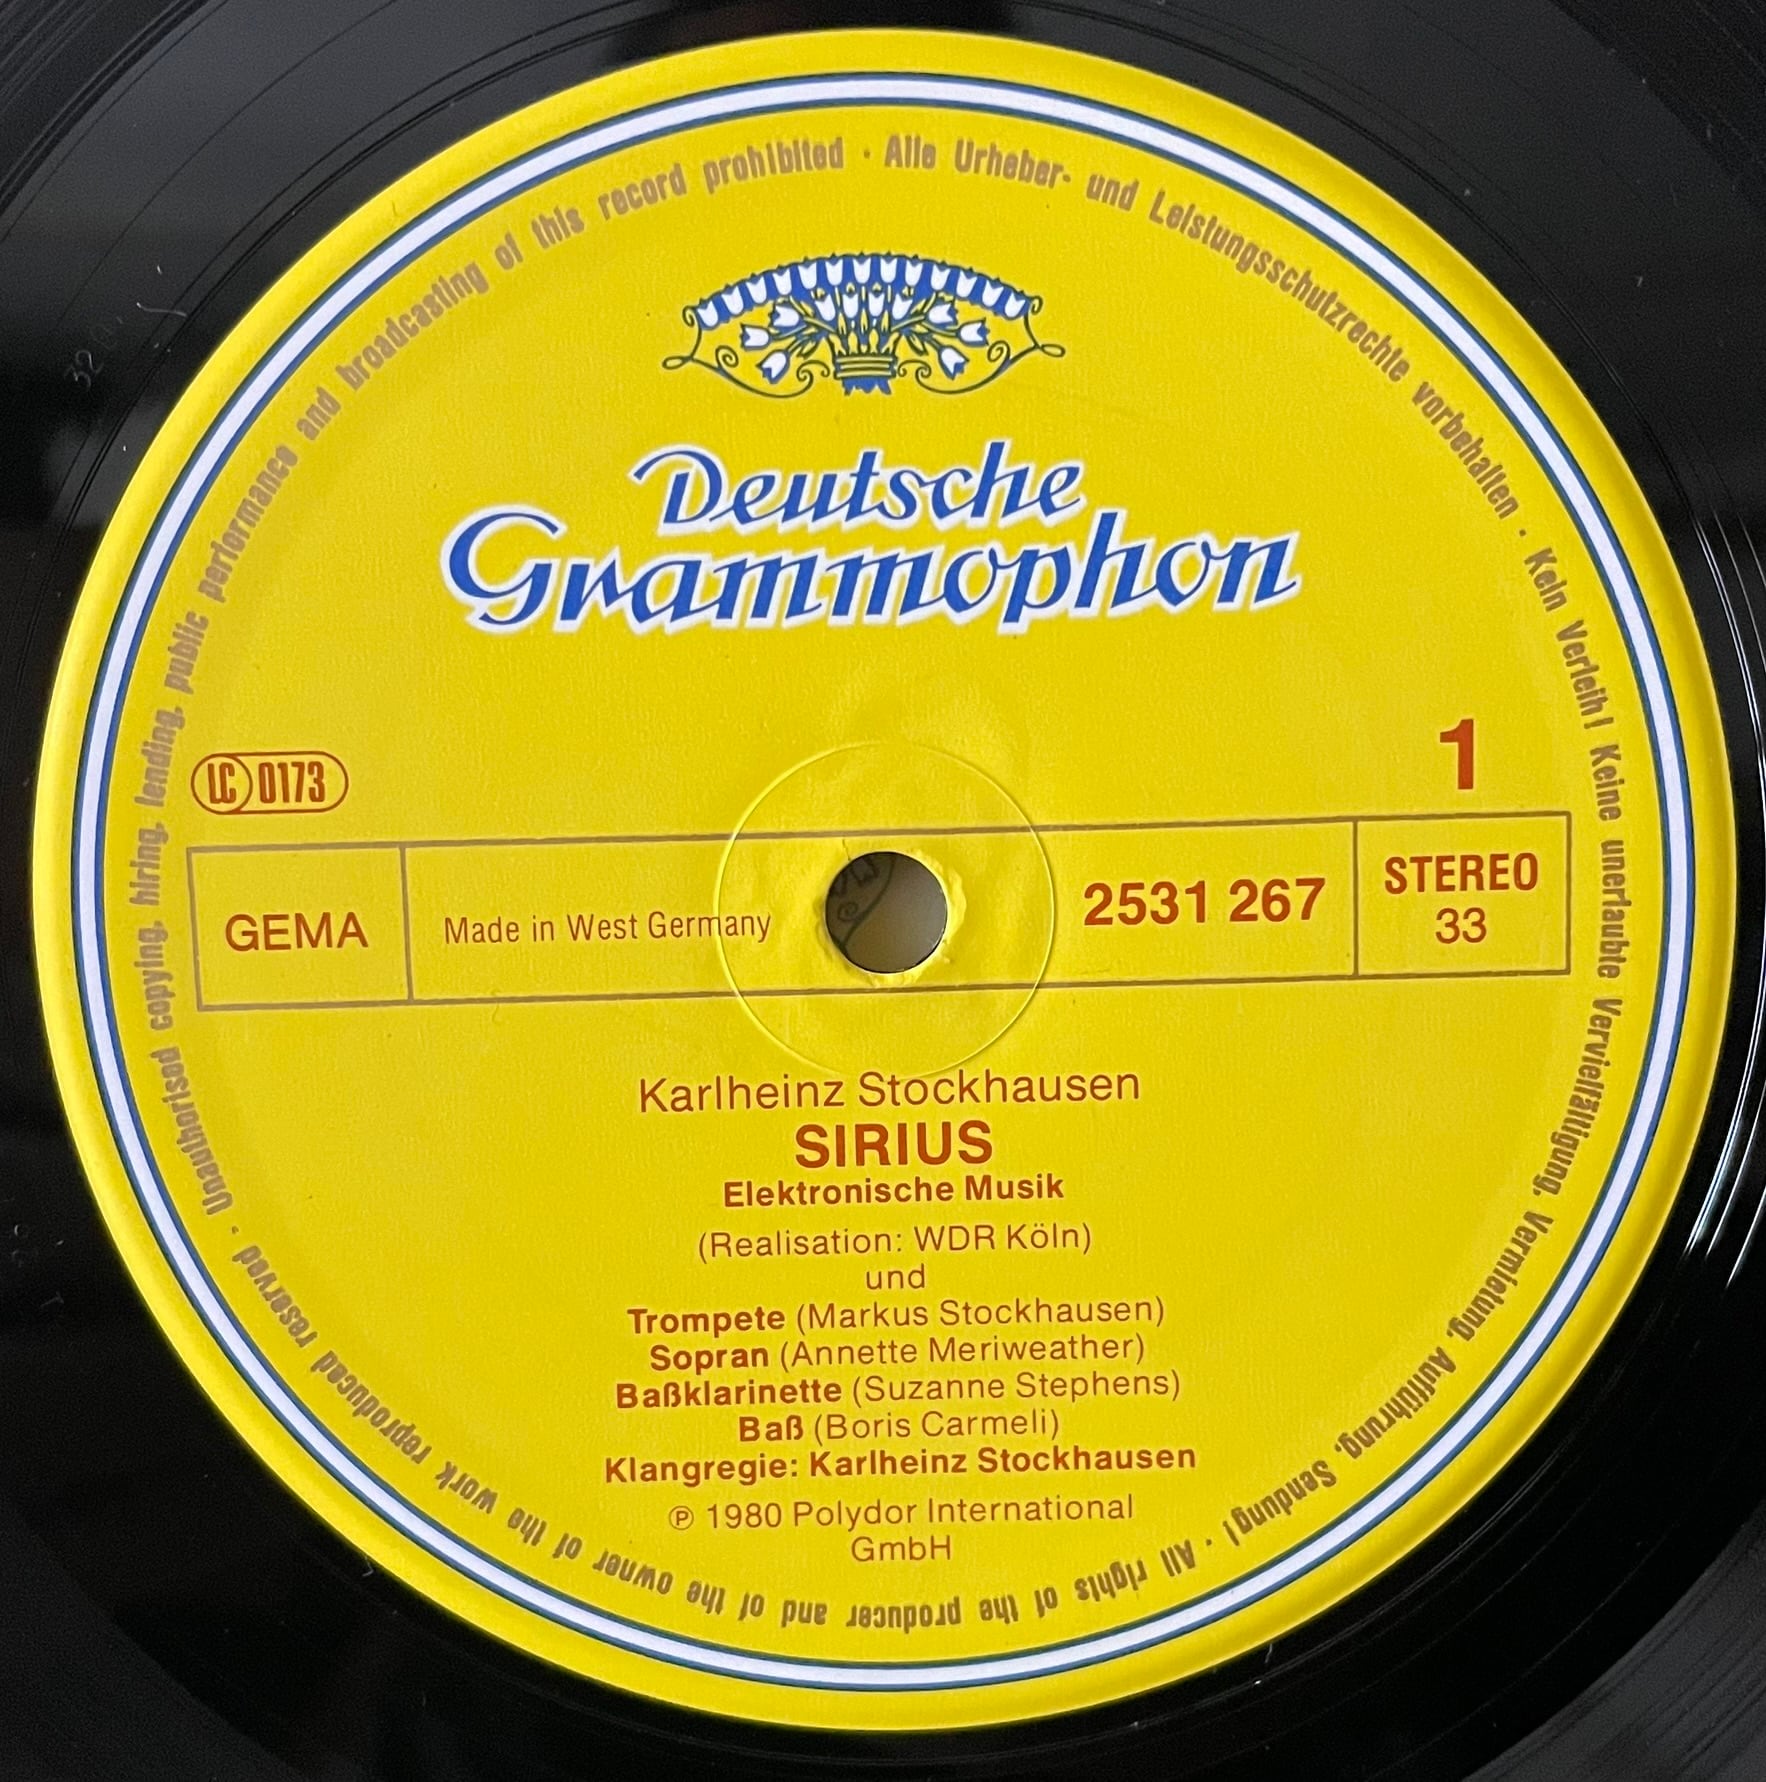 Alle Urheber- und Leistungsschutzrechte vorbehalten · Kein Verleih! Keine unerlaubte Vervielfältigung, Vermietung, Aufführung, Sendung! · All rights of the producer and of the owner of the work reproduced reserved · Unauthorised copying, hiring, lending, public performance and broadcasting of this record prohibited ·
Deutsche
Grammophon
1
LC 0173
GEMA
Made in West Germany
2531 267
STEREO
33
Karlheinz Stockhausen
SIRIUS
Elektronische Musik
(Realisation: WDR Köln)
und
Trompete (Markus Stockhausen)
Sopran (Annette Meriweather)
Baßklarinette (Suzanne Stephens)
Baß (Boris Carmeli)
Klangregie: Karlheinz Stockhausen
℗ 1980 Polydor International
GmbH